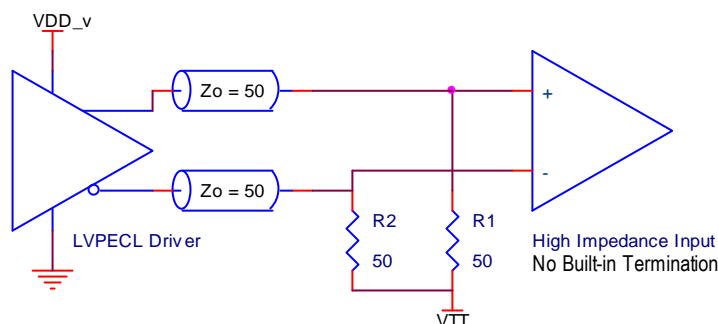 VDD_v
Zo = 50
+
Zo = 50
-
LVPECL Driver
R2
50
R1
50
High Impedance Input
No Built-in Termination
VTT